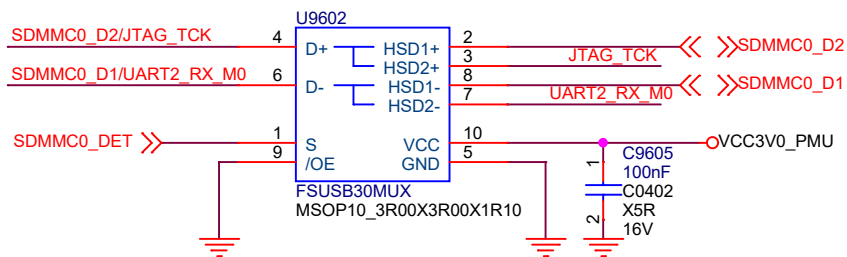 U9602
SDMMC0_D2/JTAG_TCK 4 D+ HSD1+ 2 SDMMC0_D2
HSD2+ 3 JTAG_TCK
SDMMC0_D1/UART2_RX_M0 6 D- HSD1- 8 SDMMC0_D1
HSD2- 7 UART2_RX_M0
SDMMC0_DET 1 S VCC 10 VCC3V0_PMU
9 /OE GND 5
FSUSB30MUX
MSOP10_3R00X3R00X1R10
1 C9605
100nF
C0402
X5R
2 16V